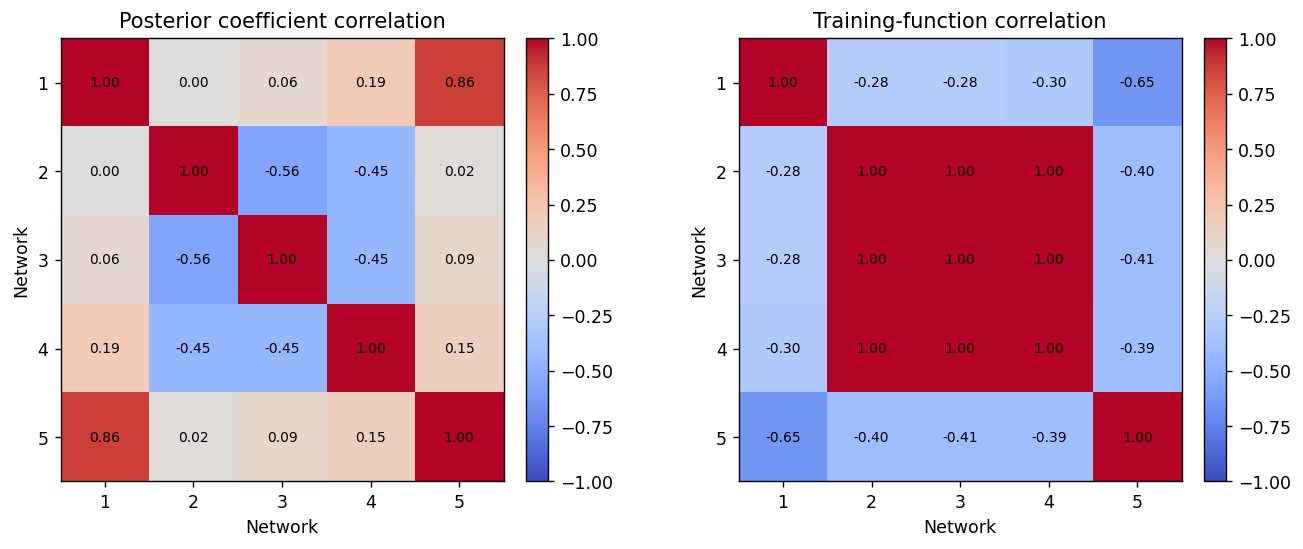 Posterior coefficient correlation
Network
1 1.00 0.00 0.06 0.19 0.86
2 0.00 1.00 -0.56 -0.45 0.02
3 0.06 -0.56 1.00 -0.45 0.09
4 0.19 -0.45 -0.45 1.00 0.15
5 0.86 0.02 0.09 0.15 1.00
1 2 3 4 5
Network
1.00
0.75
0.50
0.25
0.00
−0.25
−0.50
−0.75
−1.00
Training-function correlation
Network
1 1.00 -0.28 -0.28 -0.30 -0.65
2 -0.28 1.00 1.00 1.00 -0.40
3 -0.28 1.00 1.00 1.00 -0.41
4 -0.30 1.00 1.00 1.00 -0.39
5 -0.65 -0.40 -0.41 -0.39 1.00
1 2 3 4 5
Network
1.00
0.75
0.50
0.25
0.00
−0.25
−0.50
−0.75
−1.00